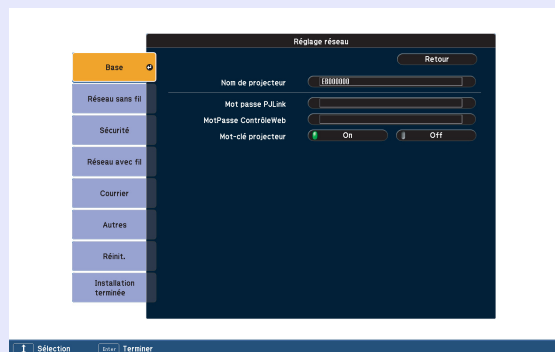 Réglage réseau
Retour
Base
Nom de projecteur EB000000
Réseau sans fil
Mot passe PJLink
MotPasse ContrôleWeb
Sécurité
Mot-clé projecteur On Off
Réseau avec fil
Courrier
Autres
Réinit.
Installation
terminée
Sélection Enter Terminer